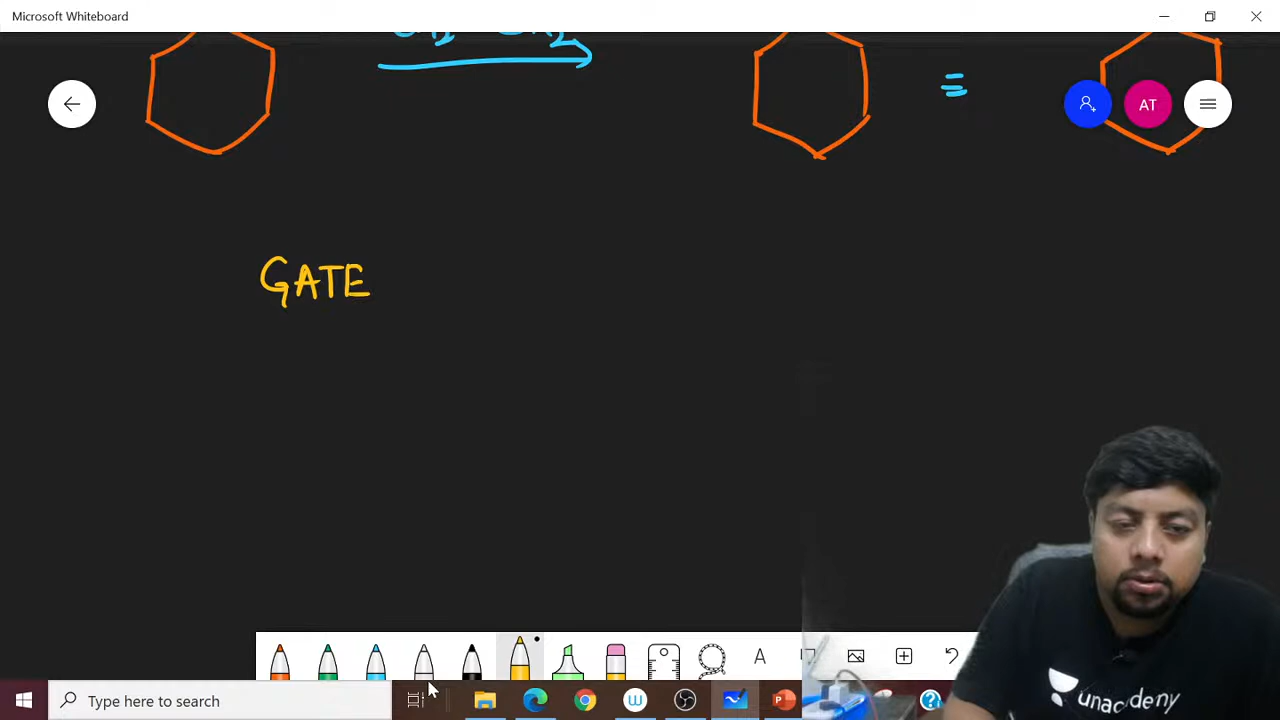 Microsoft Whiteboard
≡
AT
GATE
A
Type here to search
unacademy